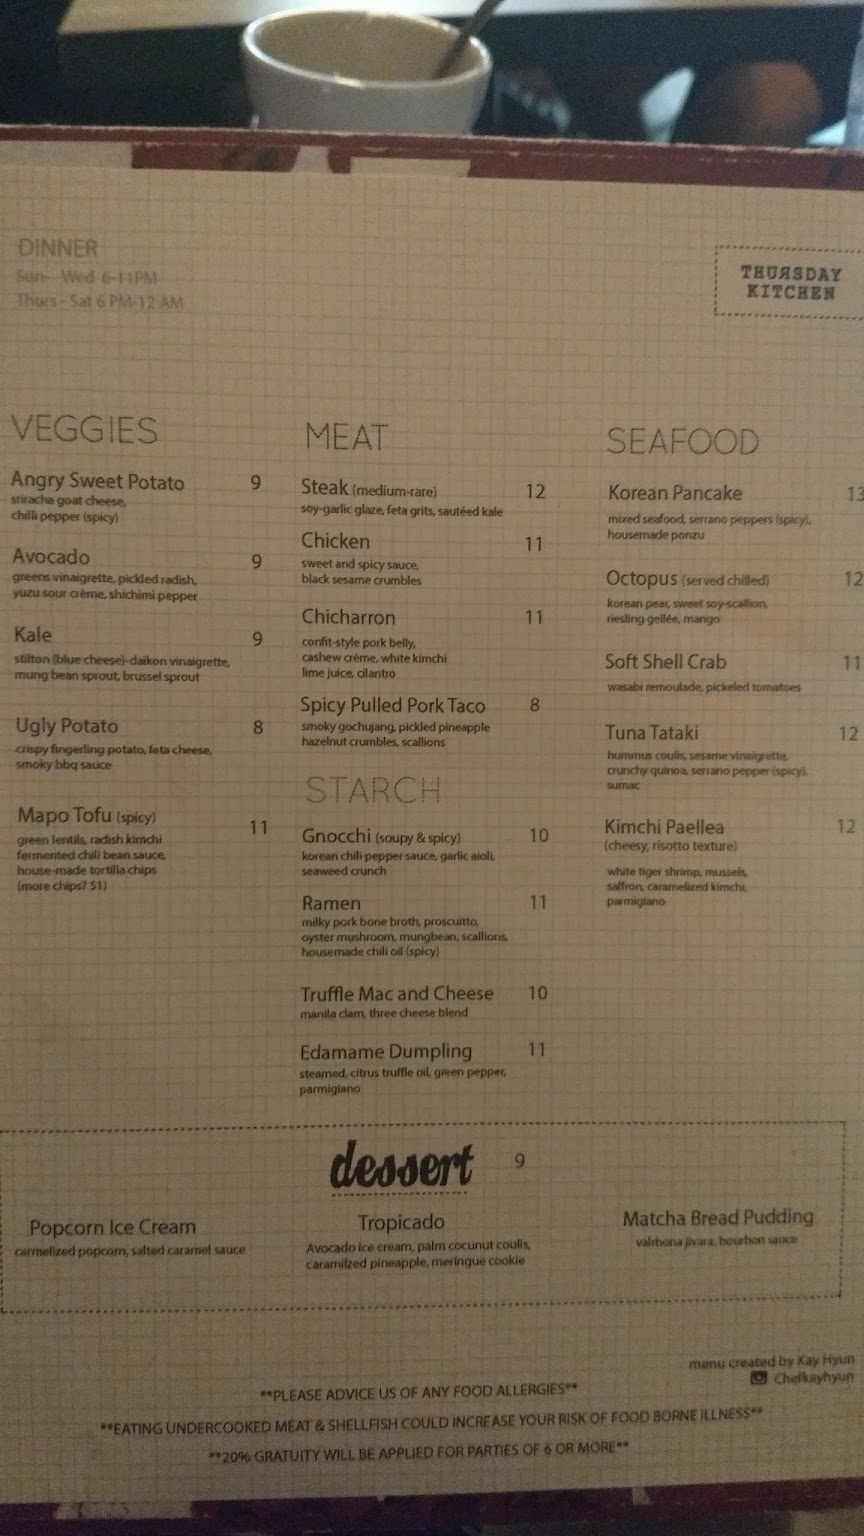 DINNER
Sun- Wed 6-11PM
Thurs - Sat 6 PM-12 AM
THURSDAY
KITCHEN
VEGGIES
Angry Sweet Potato 9
sriracha goat cheese,
chilli pepper (spicy)
Avocado 9
greens vinaigrette, pickled radish,
yuzu sour crème, shichimi pepper
Kale 9
stilton (blue cheese)-daikon vinaigrette,
mung bean sprout, brussel sprout
Ugly Potato 8
crispy fingerling potato, feta cheese,
smoky bbq sauce
Mapo Tofu (spicy) 11
green lentils, radish kimchi
fermented chili bean sauce,
house-made tortilla chips
(more chips? $1)
MEAT
Steak (medium-rare) 12
soy-garlic glaze, feta grits, sautéed kale
Chicken 11
sweet and spicy sauce,
black sesame crumbles
Chicharron 11
confit-style pork belly,
cashew crème, white kimchi
lime juice, cilantro
Spicy Pulled Pork Taco 8
smoky gochujang, pickled pineapple
hazelnut crumbles, scallions
STARCH
Gnocchi (soupy & spicy) 10
korean chili pepper sauce, garlic aioli,
seaweed crunch
Ramen 11
milky pork bone broth, proscuitto,
oyster mushroom, mungbean, scallions,
housemade chili oil (spicy)
Truffle Mac and Cheese 10
manila clam, three cheese blend
Edamame Dumpling 11
steamed, citrus truffle oil, green pepper,
parmigiano
SEAFOOD
Korean Pancake 13
mixed seafood, serrano peppers (spicy),
housemade ponzu
Octopus (served chilled) 12
korean pear, sweet soy-scallion,
riesling gellée, mango
Soft Shell Crab 11
wasabi remoulade, pickeled tomatoes
Tuna Tataki 12
hummus coulis, sesame vinaigrette,
crunchy quinoa, serrano pepper (spicy),
sumac
Kimchi Paellea 12
(cheesy, risotto texture)
white tiger shrimp, mussels,
saffron, caramelized kimchi,
parmigiano
dessert 9
Popcorn Ice Cream
carmelized popcorn, salted caramel sauce
Tropicado
Avocado ice cream, palm cocunut coulis,
caramilzed pineapple, meringue cookie
Matcha Bread Pudding
valrhona jivara, bourbon sauce
menu created by Kay Hyun
Chefkayhyun
**PLEASE ADVICE US OF ANY FOOD ALLERGIES**
**EATING UNDERCOOKED MEAT & SHELLFISH COULD INCREASE YOUR RISK OF FOOD BORNE ILLNESS**
**20% GRATUITY WILL BE APPLIED FOR PARTIES OF 6 OR MORE**